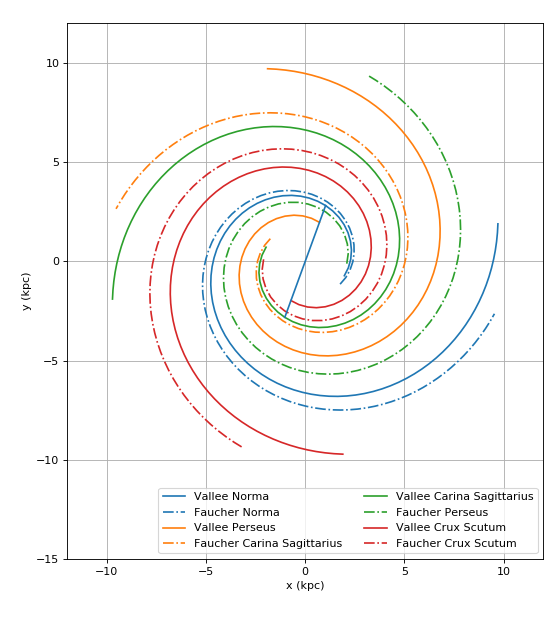 10
5
0
−5
−10
−15
y (kpc)
Vallee Norma
Faucher Norma
Vallee Perseus
Faucher Carina Sagittarius
Vallee Carina Sagittarius
Faucher Perseus
Vallee Crux Scutum
Faucher Crux Scutum
−10 −5 0 5 10
x (kpc)